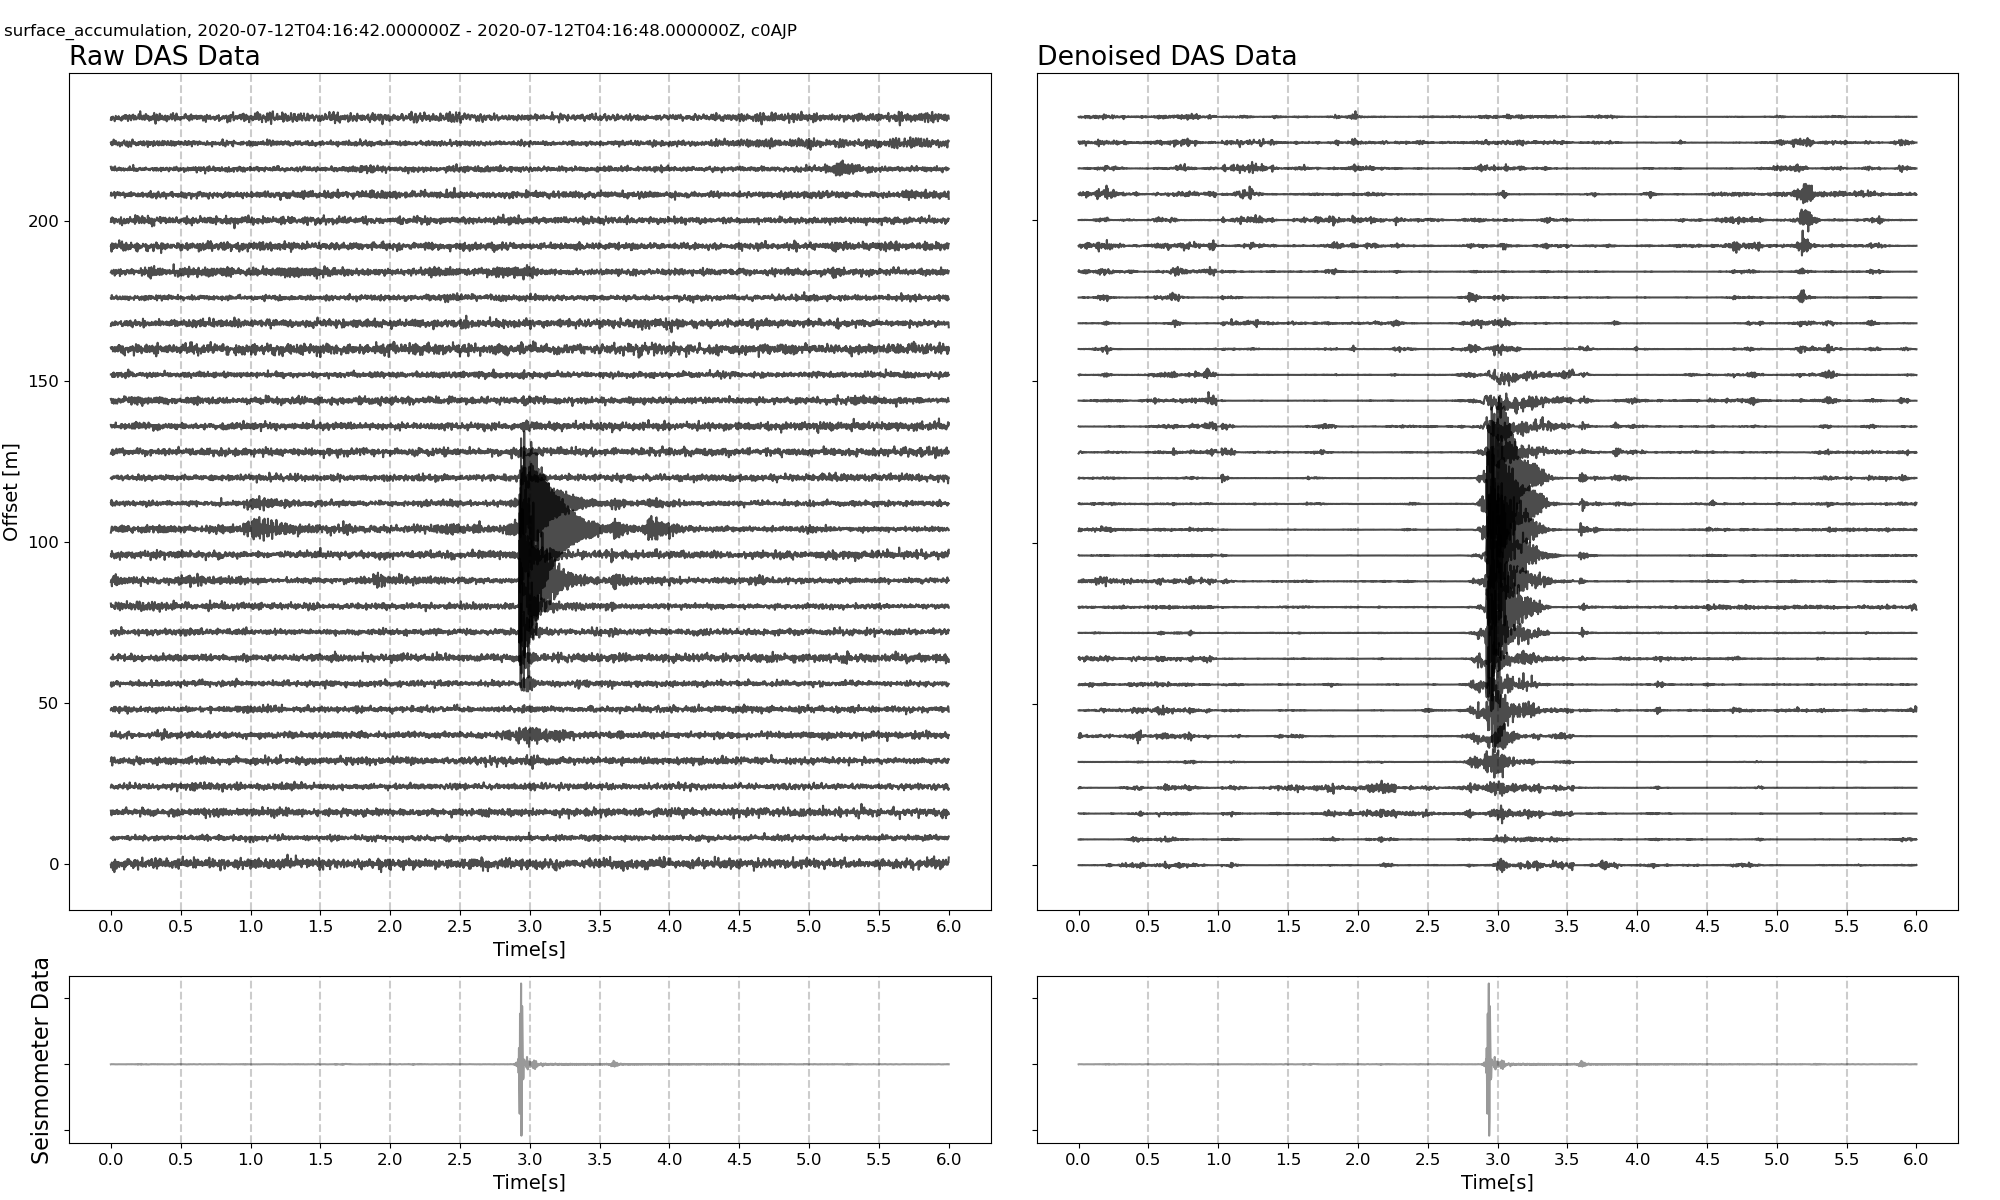 surface_accumulation, 2020-07-12T04:16:42.000000Z - 2020-07-12T04:16:48.000000Z, c0AJP
Raw DAS Data
Denoised DAS Data
Offset [m]
200
150
100
50
0
0.0 0.5 1.0 1.5 2.0 2.5 3.0 3.5 4.0 4.5 5.0 5.5 6.0
Time[s]
0.0 0.5 1.0 1.5 2.0 2.5 3.0 3.5 4.0 4.5 5.0 5.5 6.0
Seismometer Data
0.0 0.5 1.0 1.5 2.0 2.5 3.0 3.5 4.0 4.5 5.0 5.5 6.0
Time[s]
0.0 0.5 1.0 1.5 2.0 2.5 3.0 3.5 4.0 4.5 5.0 5.5 6.0
Time[s]